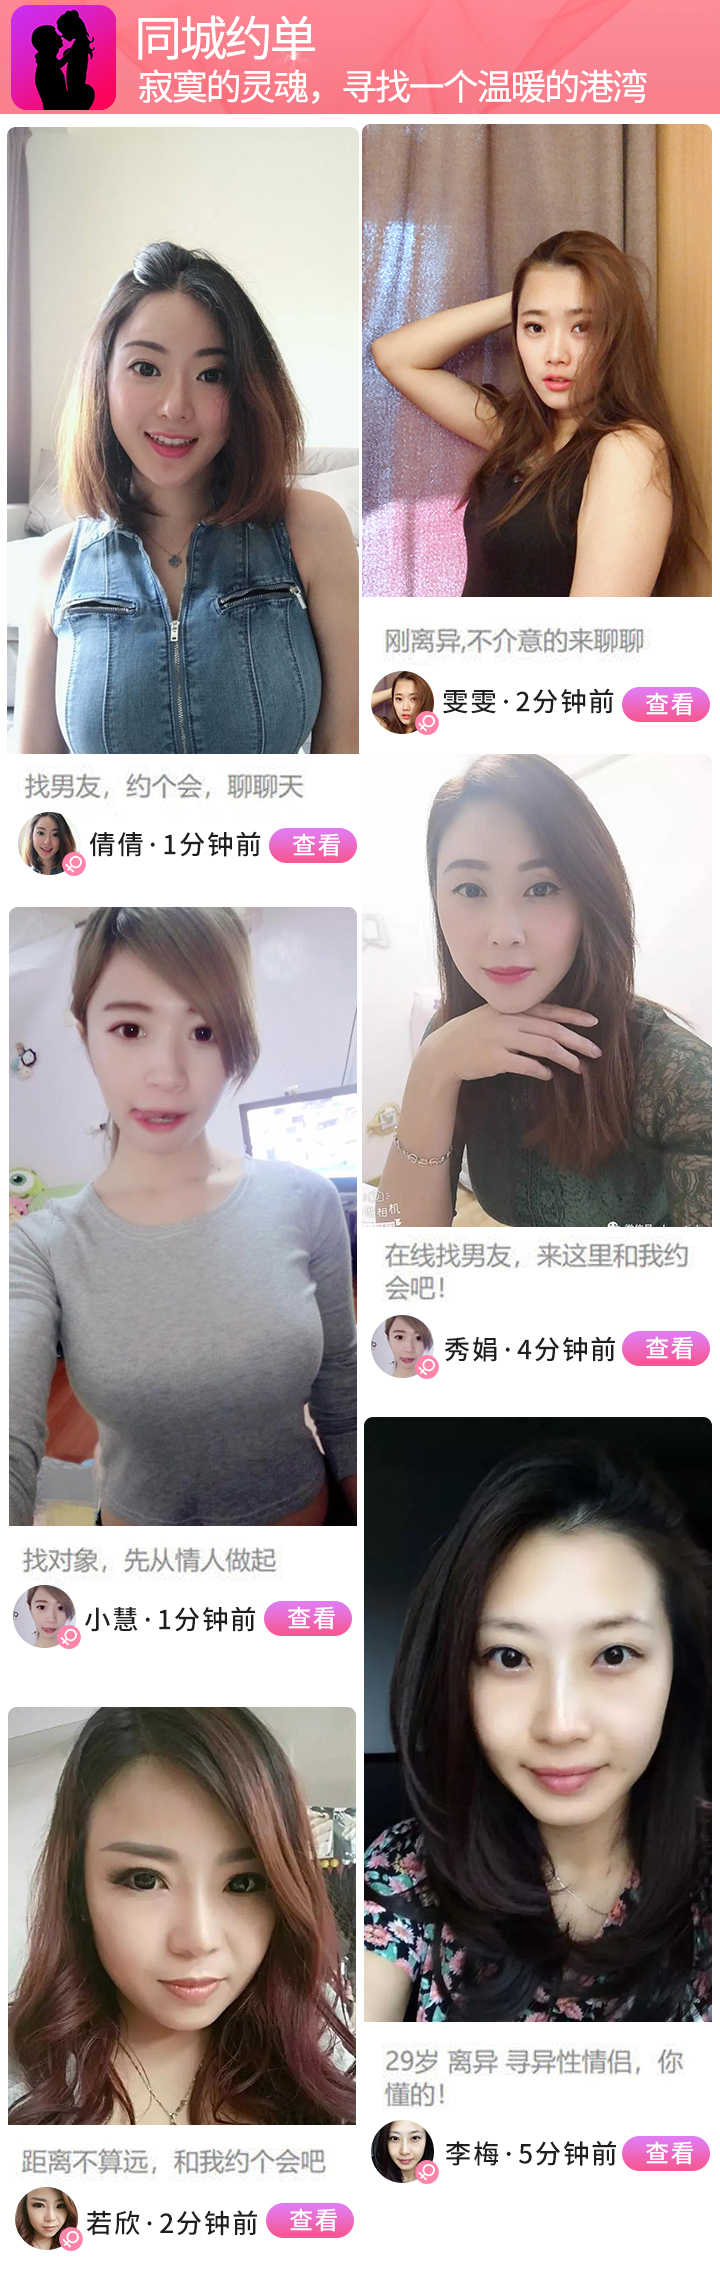 同城约单
寂寞的灵魂，寻找一个温暖的港湾
刚离异,不介意的来聊聊
雯雯·2分钟前 查看
找男友，约个会，聊聊天
倩倩·1分钟前 查看
相机
在线找男友，来这里和我约
会吧！
秀娟·4分钟前 查看
找对象，先从情人做起
小慧·1分钟前 查看
29岁 离异 寻异性情侣，你
懂的！
李梅·5分钟前 查看
距离不算远，和我约个会吧
若欣·2分钟前 查看